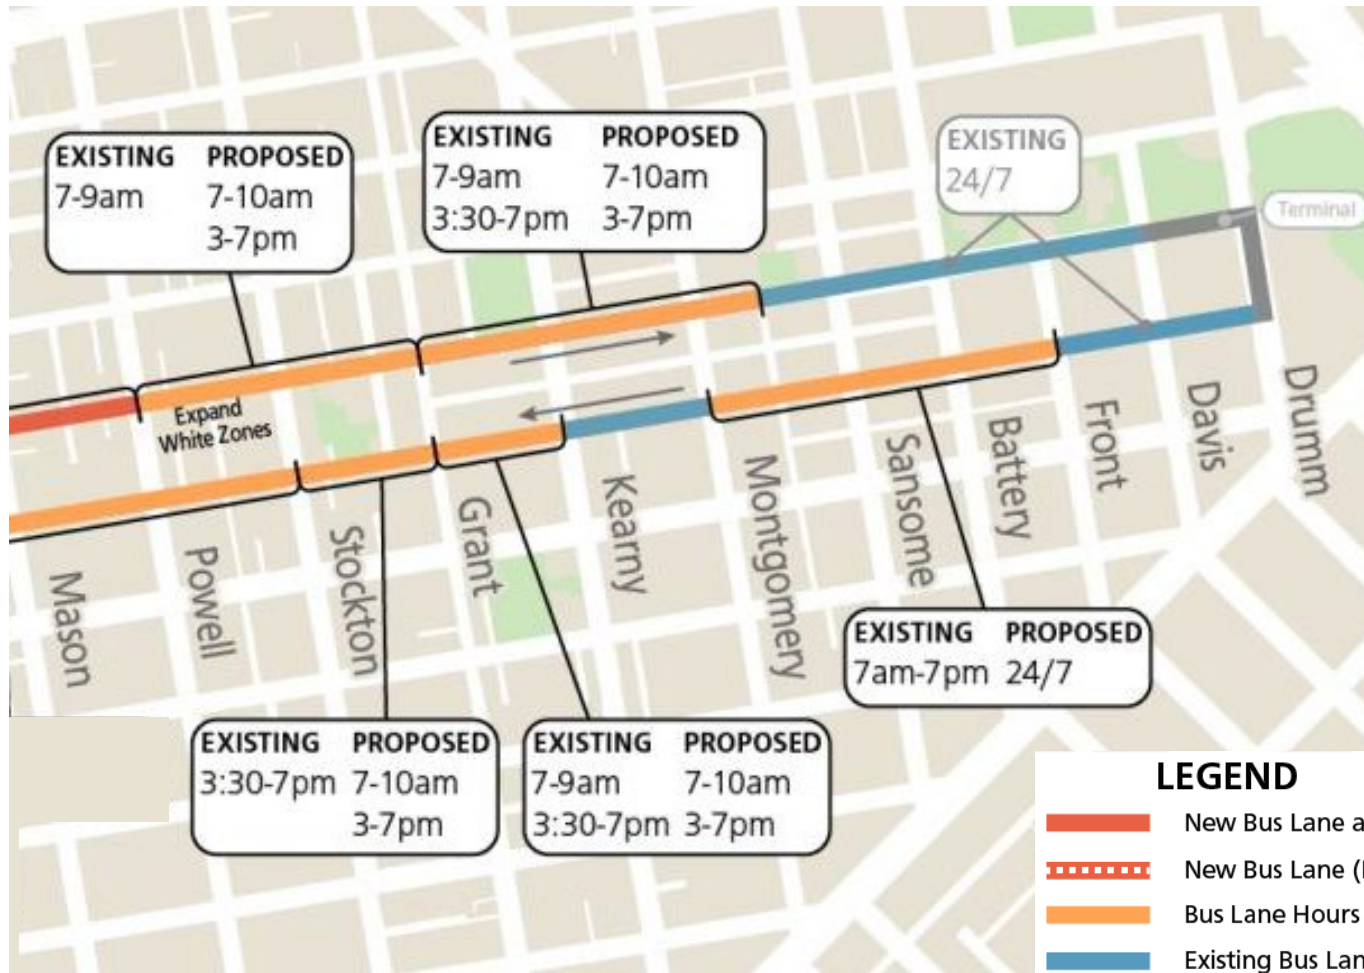 EXISTING PROPOSED
7-9am 7-10am
3-7pm
EXISTING PROPOSED
7-9am 7-10am
3:30-7pm 3-7pm
EXISTING
24/7
Terminal
Expand
White Zones
Mason
Powell
Stockton
Grant
Kearny
Montgomery
Sansome
Battery
Front
Davis
Drumm
EXISTING PROPOSED
7am-7pm 24/7
EXISTING PROPOSED
3:30-7pm 7-10am
3-7pm
EXISTING PROPOSED
7-9am 7-10am
3:30-7pm 3-7pm
LEGEND
New Bus Lane a
New Bus Lane (
Bus Lane Hours
Existing Bus Lan